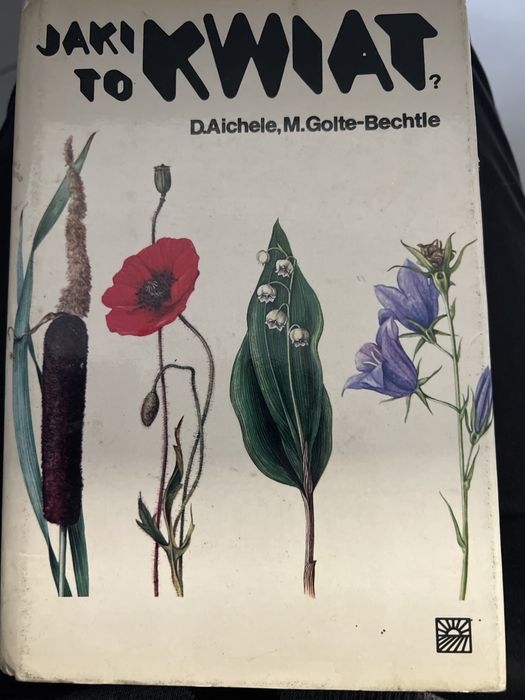 JAKI
TO KWIAT?
D.Aichele, M.Golte-Bechtle